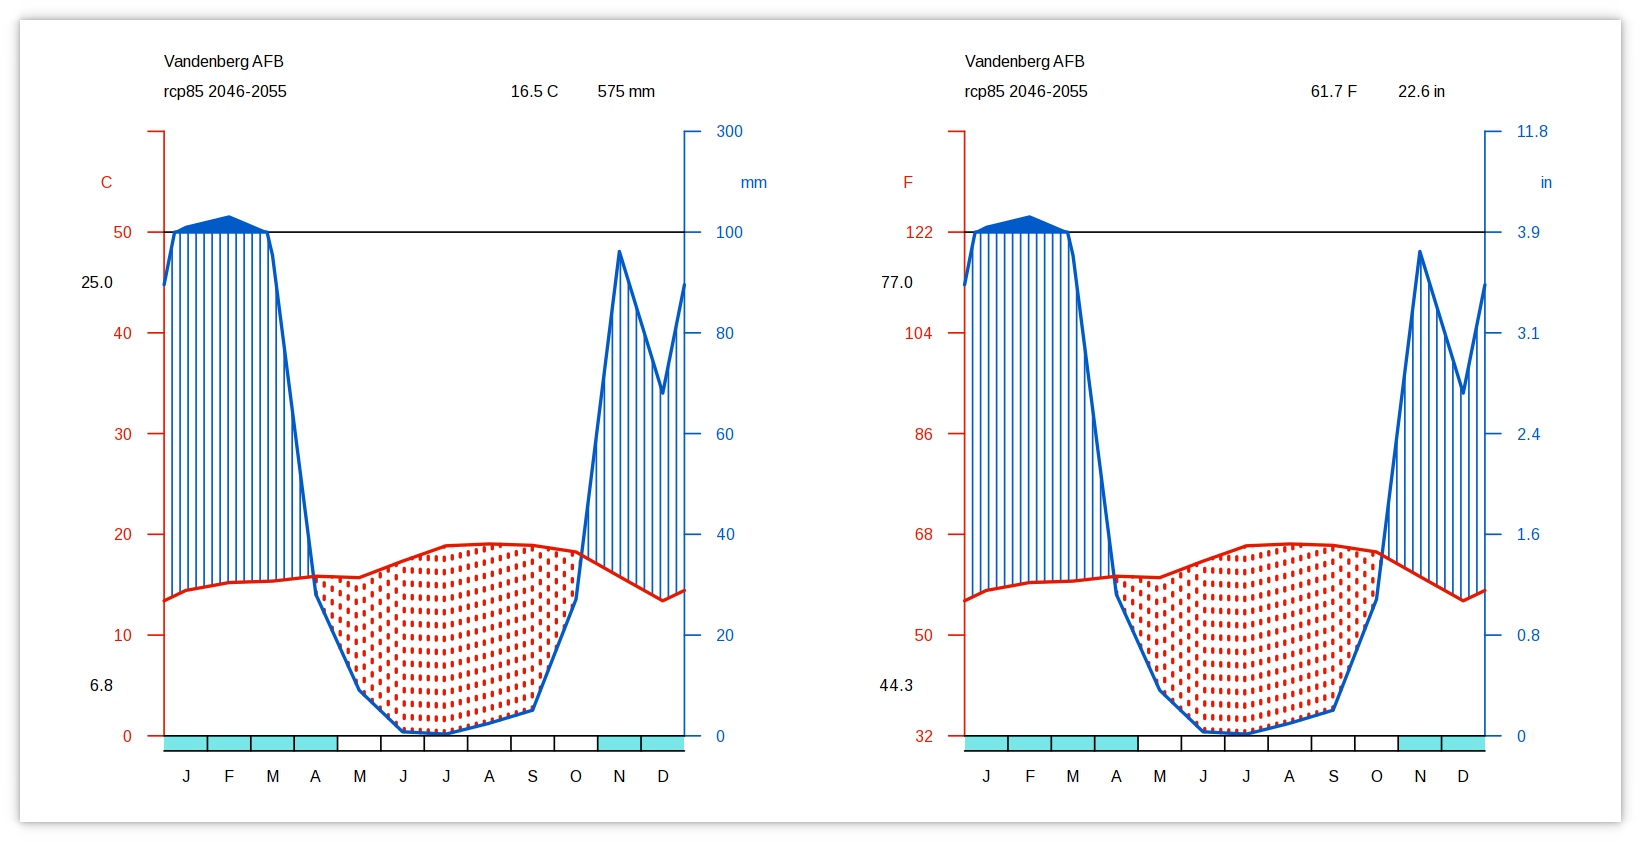 Vandenberg AFB
rcp85 2046-2055
16.5 C
575 mm
300
C
mm
50
100
25.0
40
80
30
60
20
40
10
20
6.8
0
0
J F M A M J J A S O N D
Vandenberg AFB
rcp85 2046-2055
61.7 F
22.6 in
11.8
F
in
122
3.9
77.0
104
3.1
86
2.4
68
1.6
50
0.8
44.3
32
0
J F M A M J J A S O N D